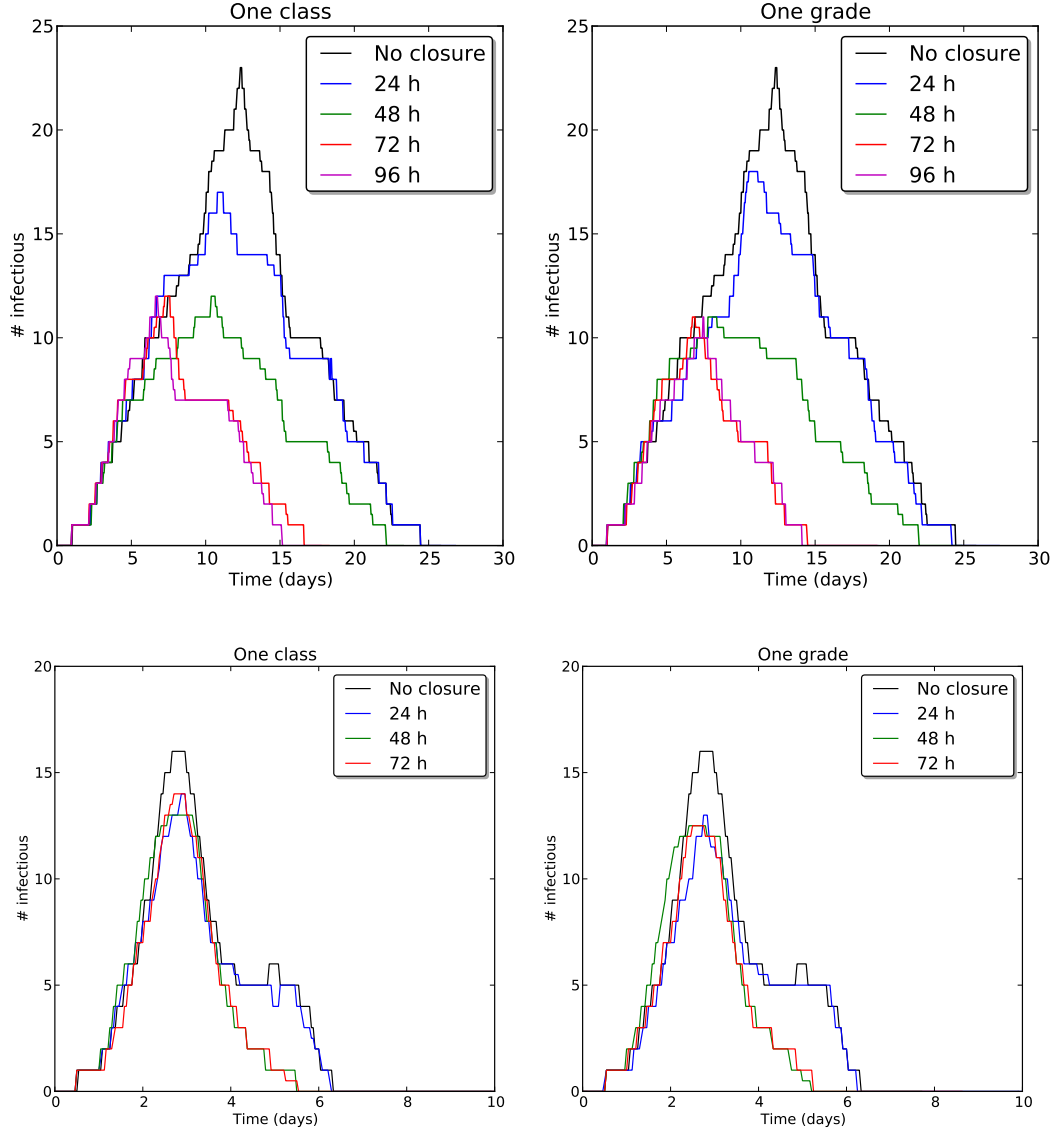 One class
25
20
15
10
5
0
# infectious
No closure
24 h
48 h
72 h
96 h
0 5 10 15 20 25 30
Time (days)
One grade
25
20
15
10
5
0
# infectious
No closure
24 h
48 h
72 h
96 h
0 5 10 15 20 25 30
Time (days)
One class
20
15
10
5
0
# infectious
No closure
24 h
48 h
72 h
0 2 4 6 8 10
Time (days)
One grade
20
15
10
5
0
# infectious
No closure
24 h
48 h
72 h
0 2 4 6 8 10
Time (days)